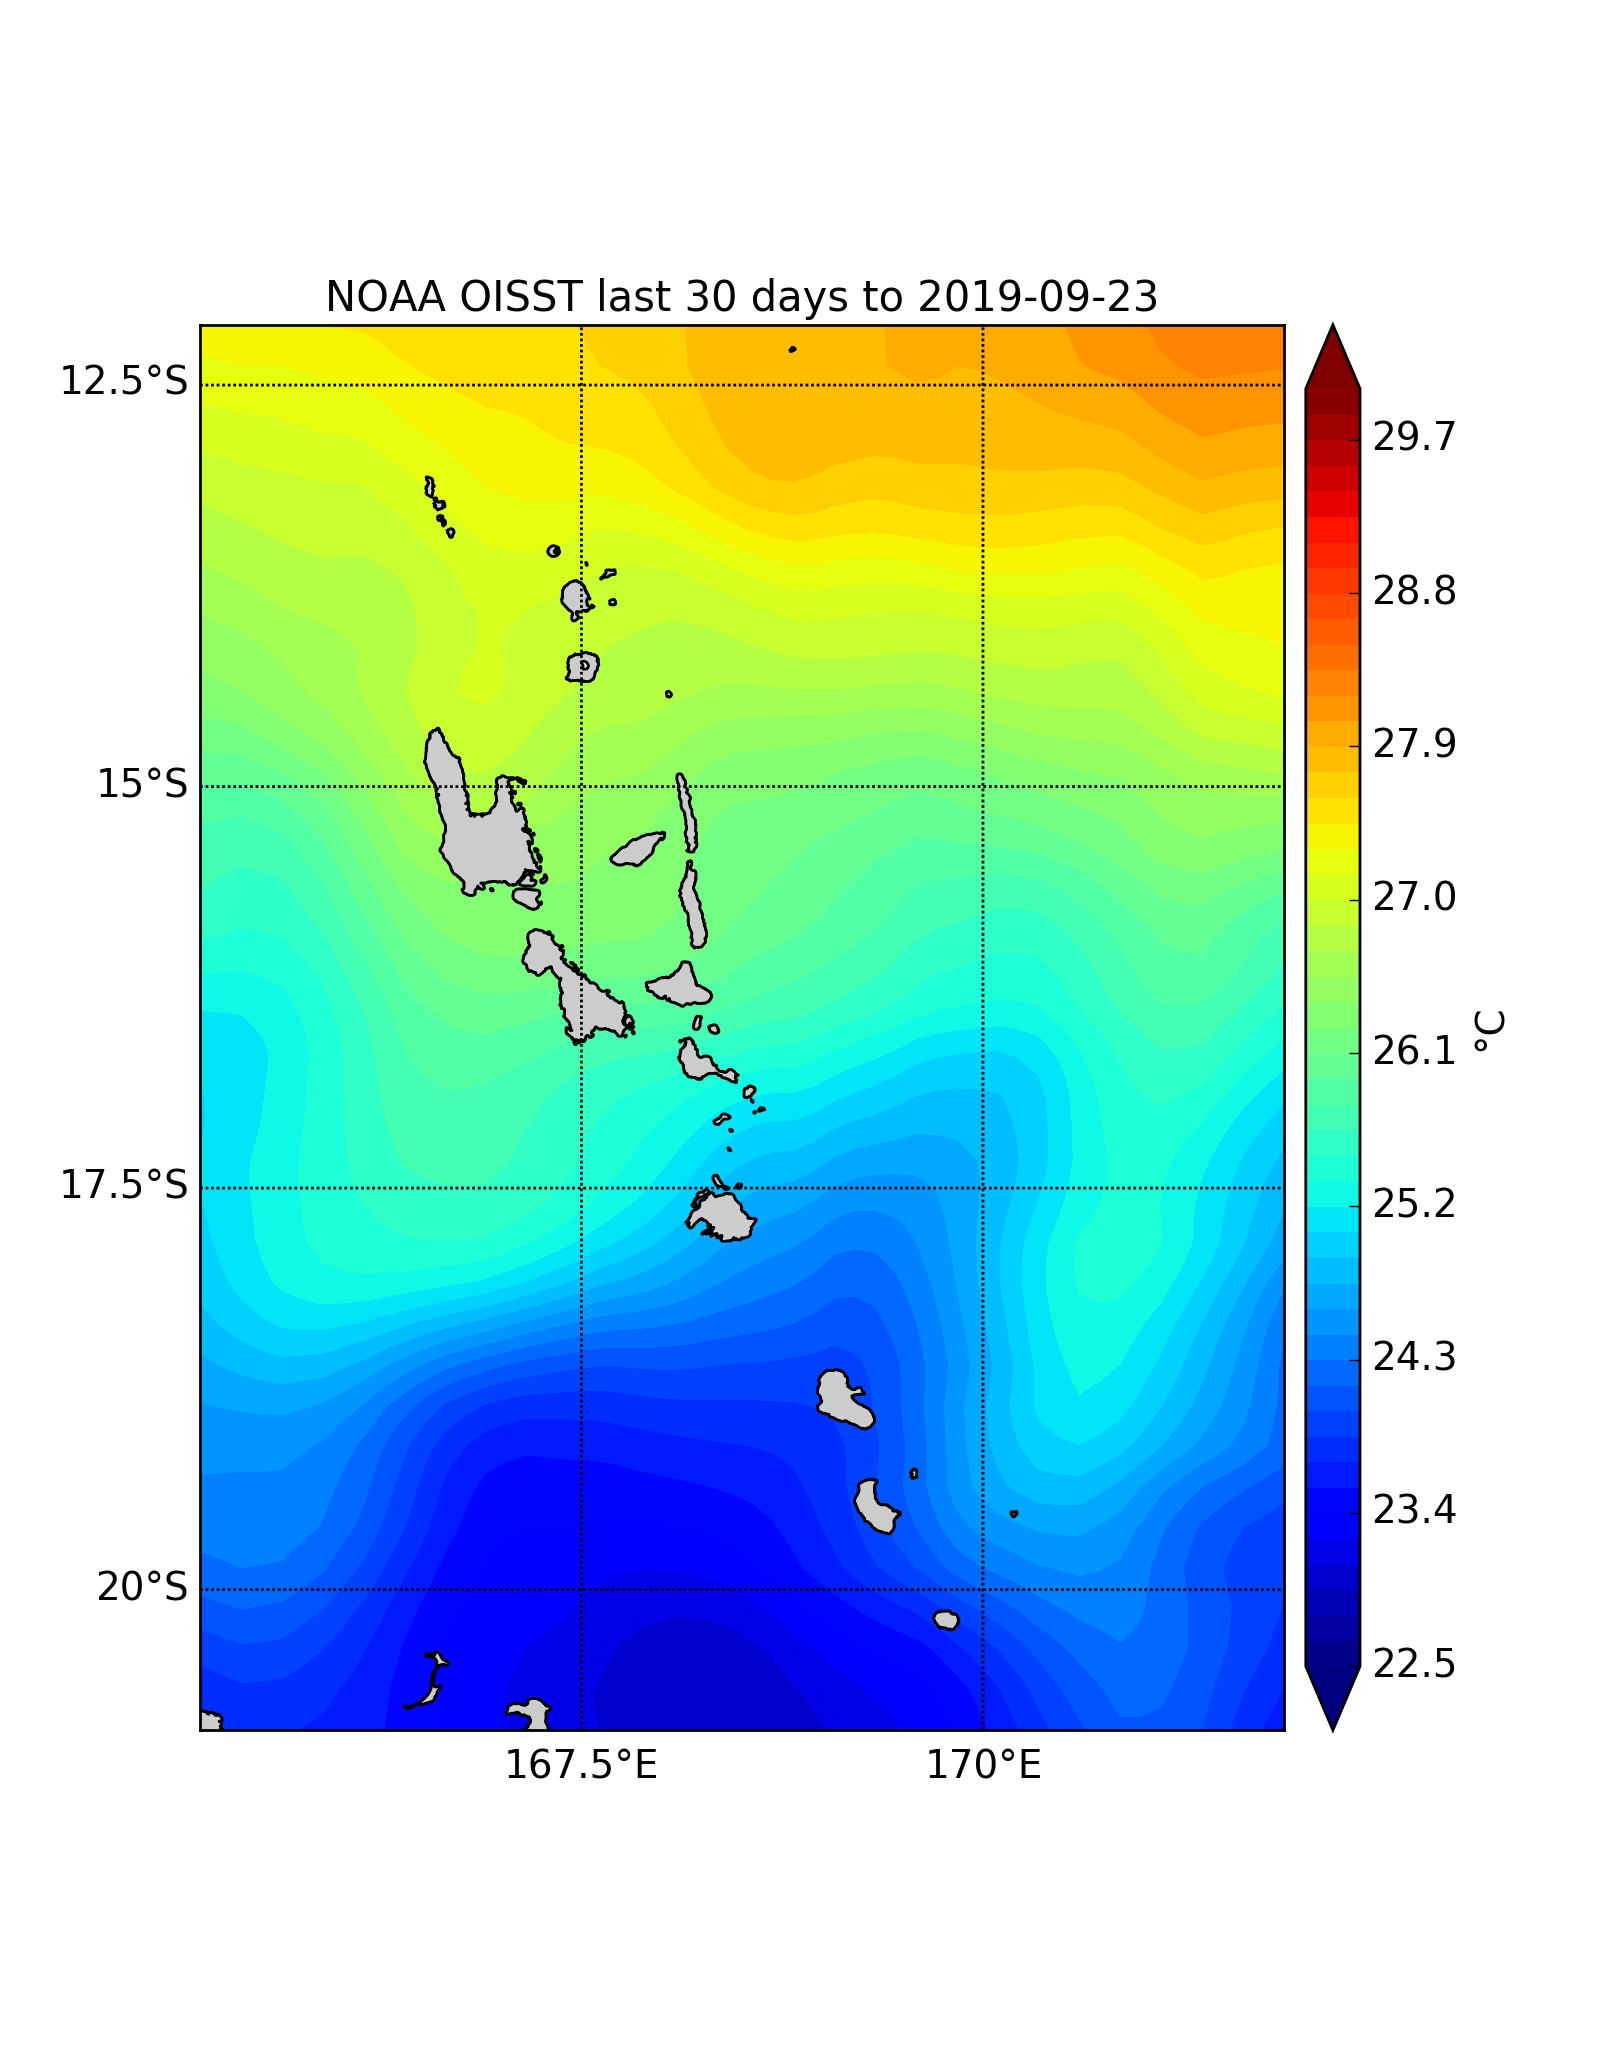 NOAA OISST last 30 days to 2019-09-23
12.5°S
15°S
17.5°S
20°S
167.5°E
170°E
29.7
28.8
27.9
27.0
26.1
25.2
24.3
23.4
22.5
°C